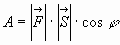 A = |F⃗| · |S⃗| · cos φ